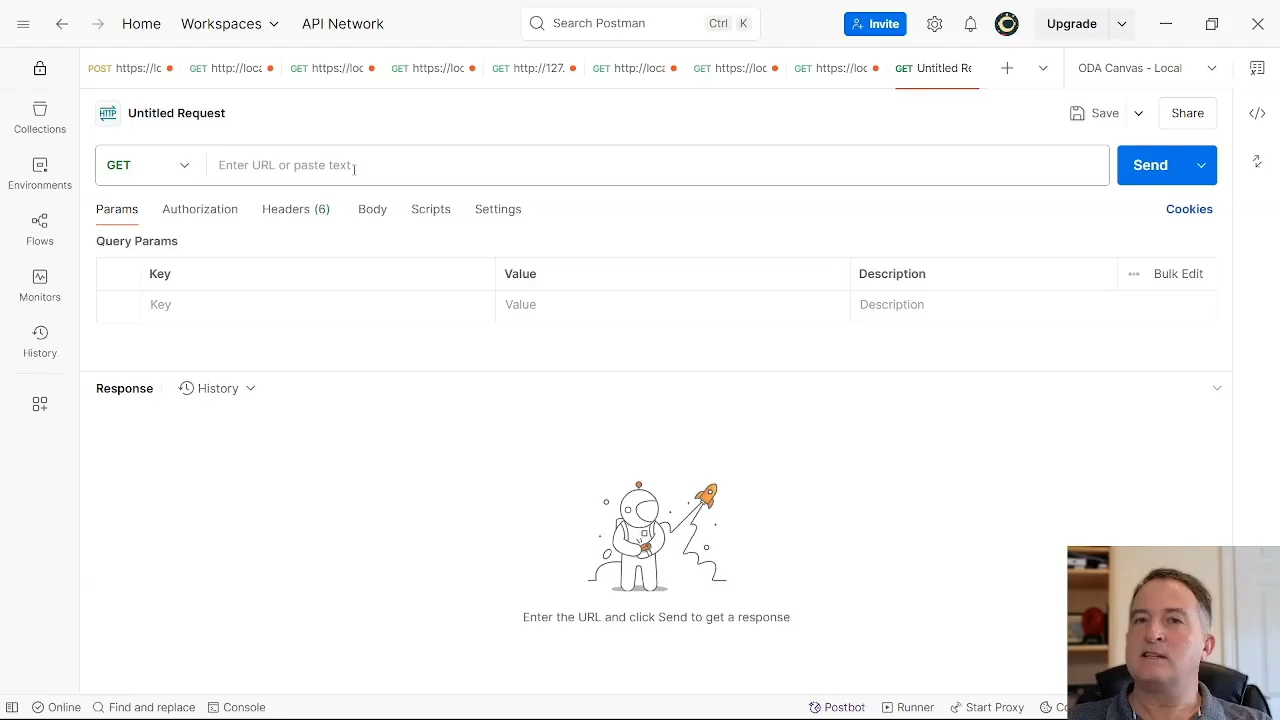 Home Workspaces API Network Search Postman Ctrl K Invite Upgrade
POST https://lc GET http://loca GET https://loc GET https://loc GET http://127. GET http://loca GET https://loc GET https://loc GET Untitled Re ODA Canvas - Local
HTTP Untitled Request Save Share
GET Enter URL or paste text Send
Params Authorization Headers (6) Body Scripts Settings Cookies
Query Params
Key Value Description Bulk Edit
Key Value Description
Response History
Enter the URL and click Send to get a response
Collections
Environments
Flows
Monitors
History
Online Find and replace Console Postbot Runner Start Proxy Co